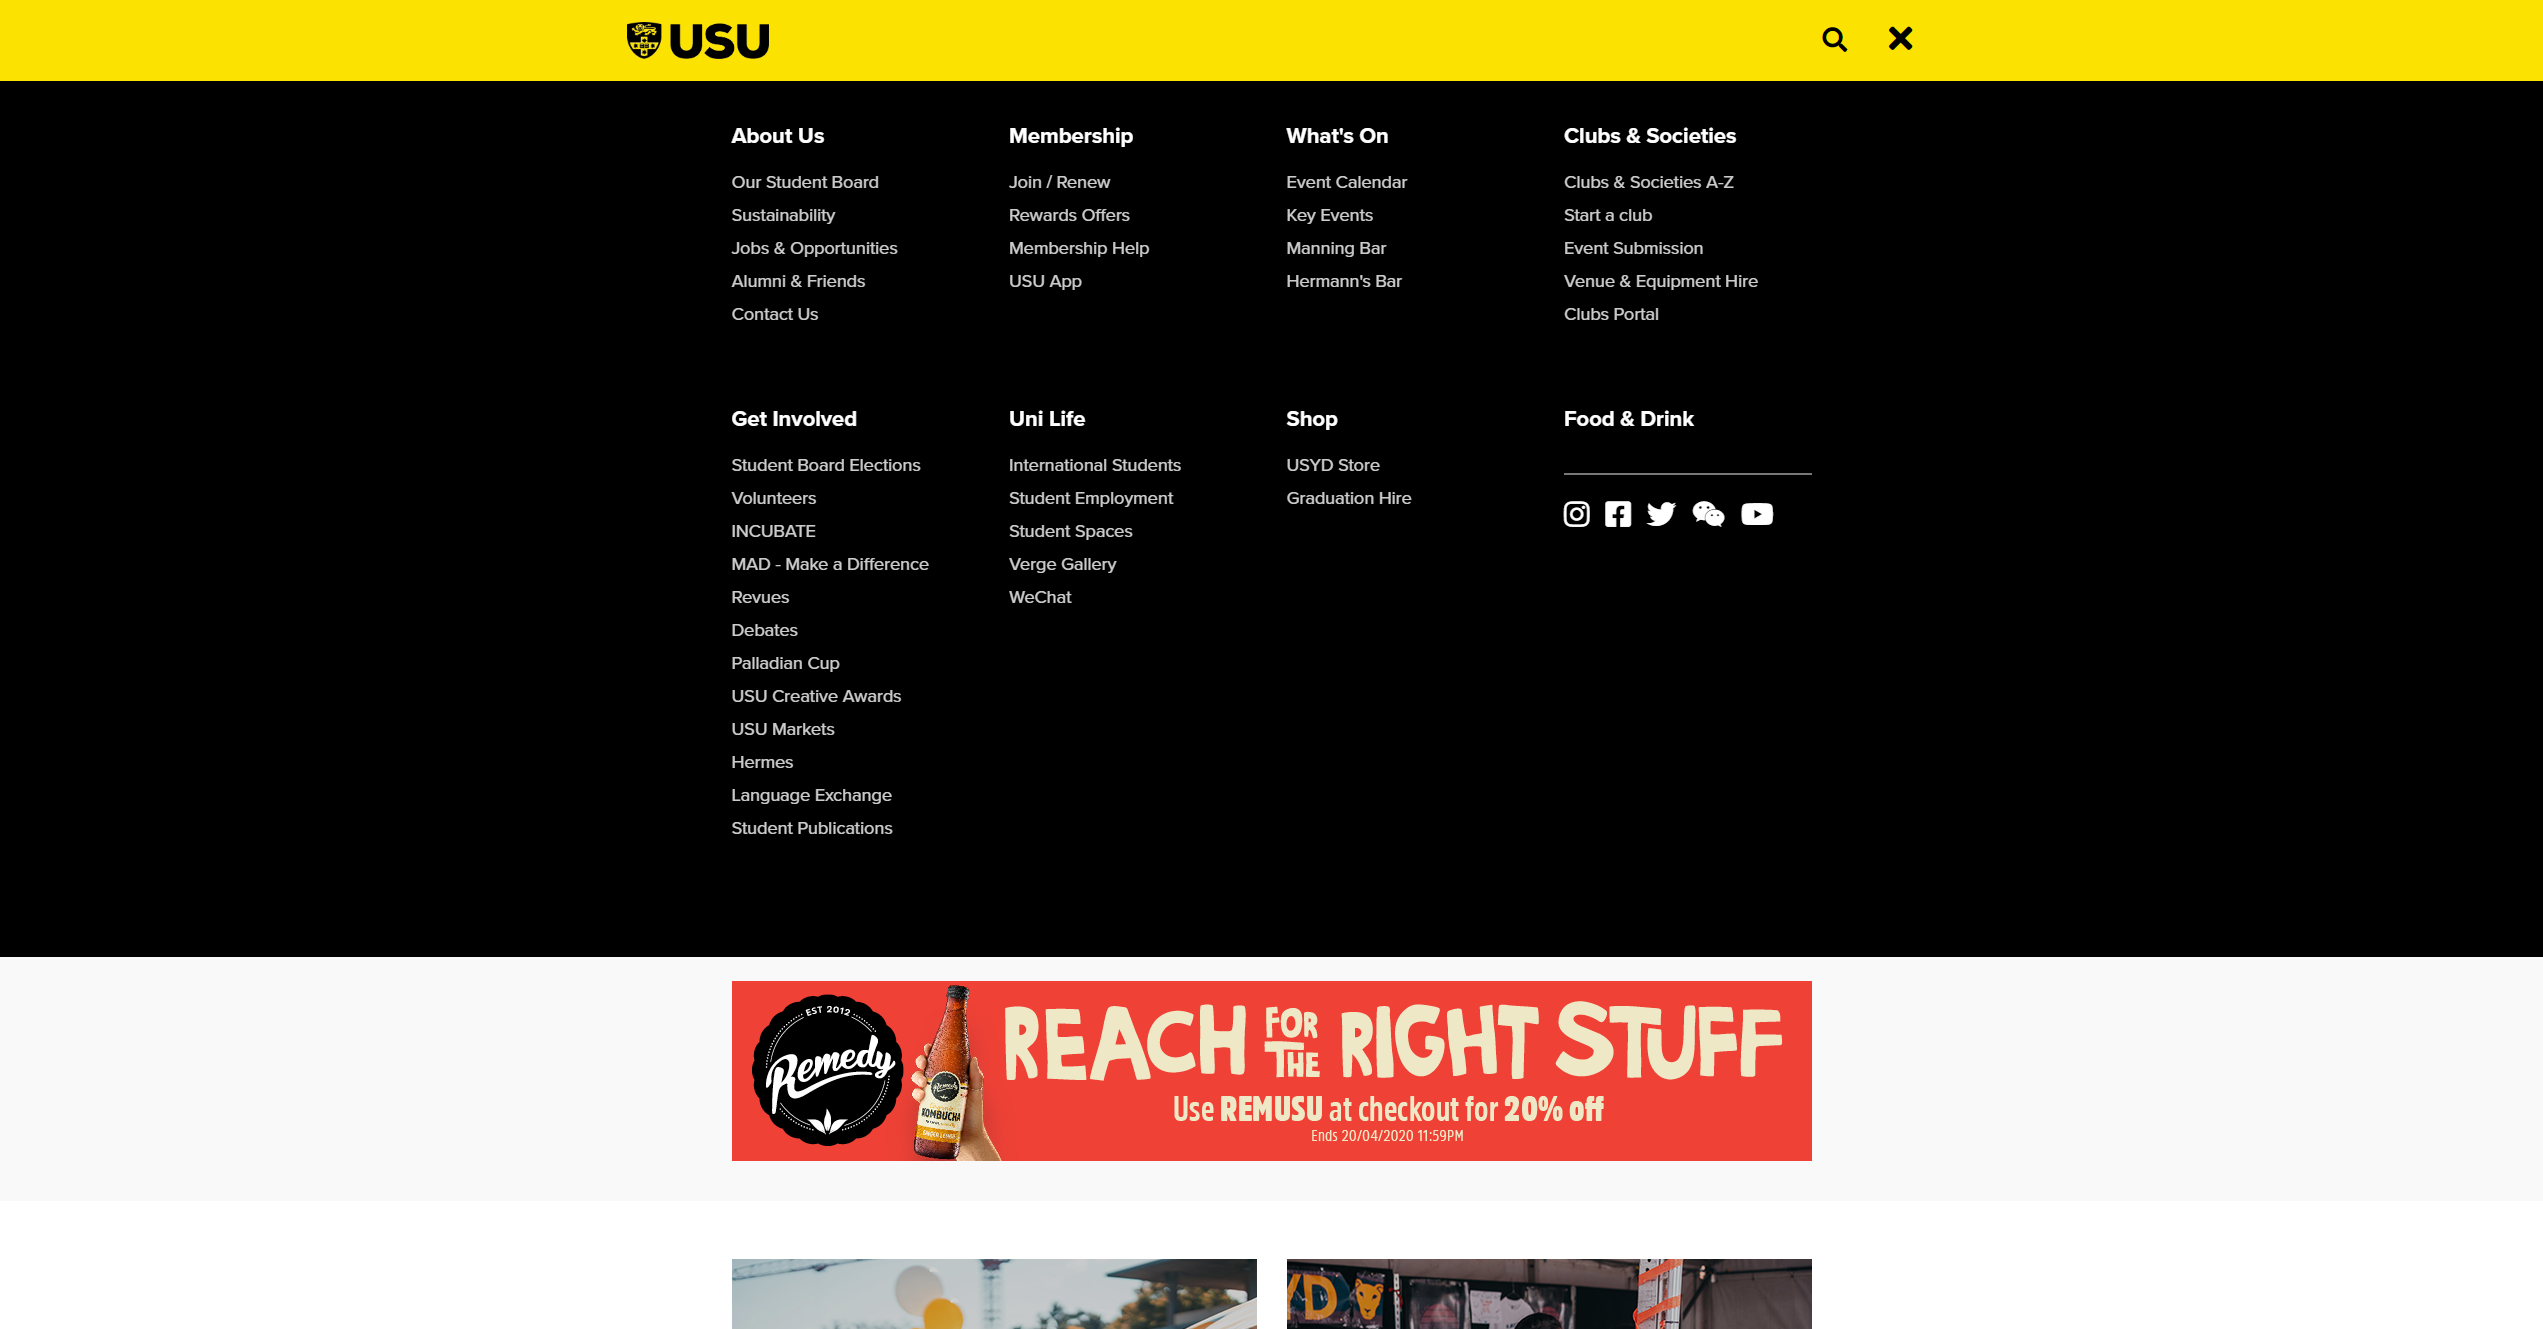 USU
About Us
Our Student Board
Sustainability
Jobs & Opportunities
Alumni & Friends
Contact Us
Membership
Join / Renew
Rewards Offers
Membership Help
USU App
What's On
Event Calendar
Key Events
Manning Bar
Hermann's Bar
Clubs & Societies
Clubs & Societies A-Z
Start a club
Event Submission
Venue & Equipment Hire
Clubs Portal
Get Involved
Student Board Elections
Volunteers
INCUBATE
MAD - Make a Difference
Revues
Debates
Palladian Cup
USU Creative Awards
USU Markets
Hermes
Language Exchange
Student Publications
Uni Life
International Students
Student Employment
Student Spaces
Verge Gallery
WeChat
Shop
USYD Store
Graduation Hire
Food & Drink
EST 2012
Remedy
Remedy
KOMBUCHA
REACH FOR THE RIGHT STUFF
Use REMUSU at checkout for 20% off
Ends 20/04/2020 11:59PM
YD